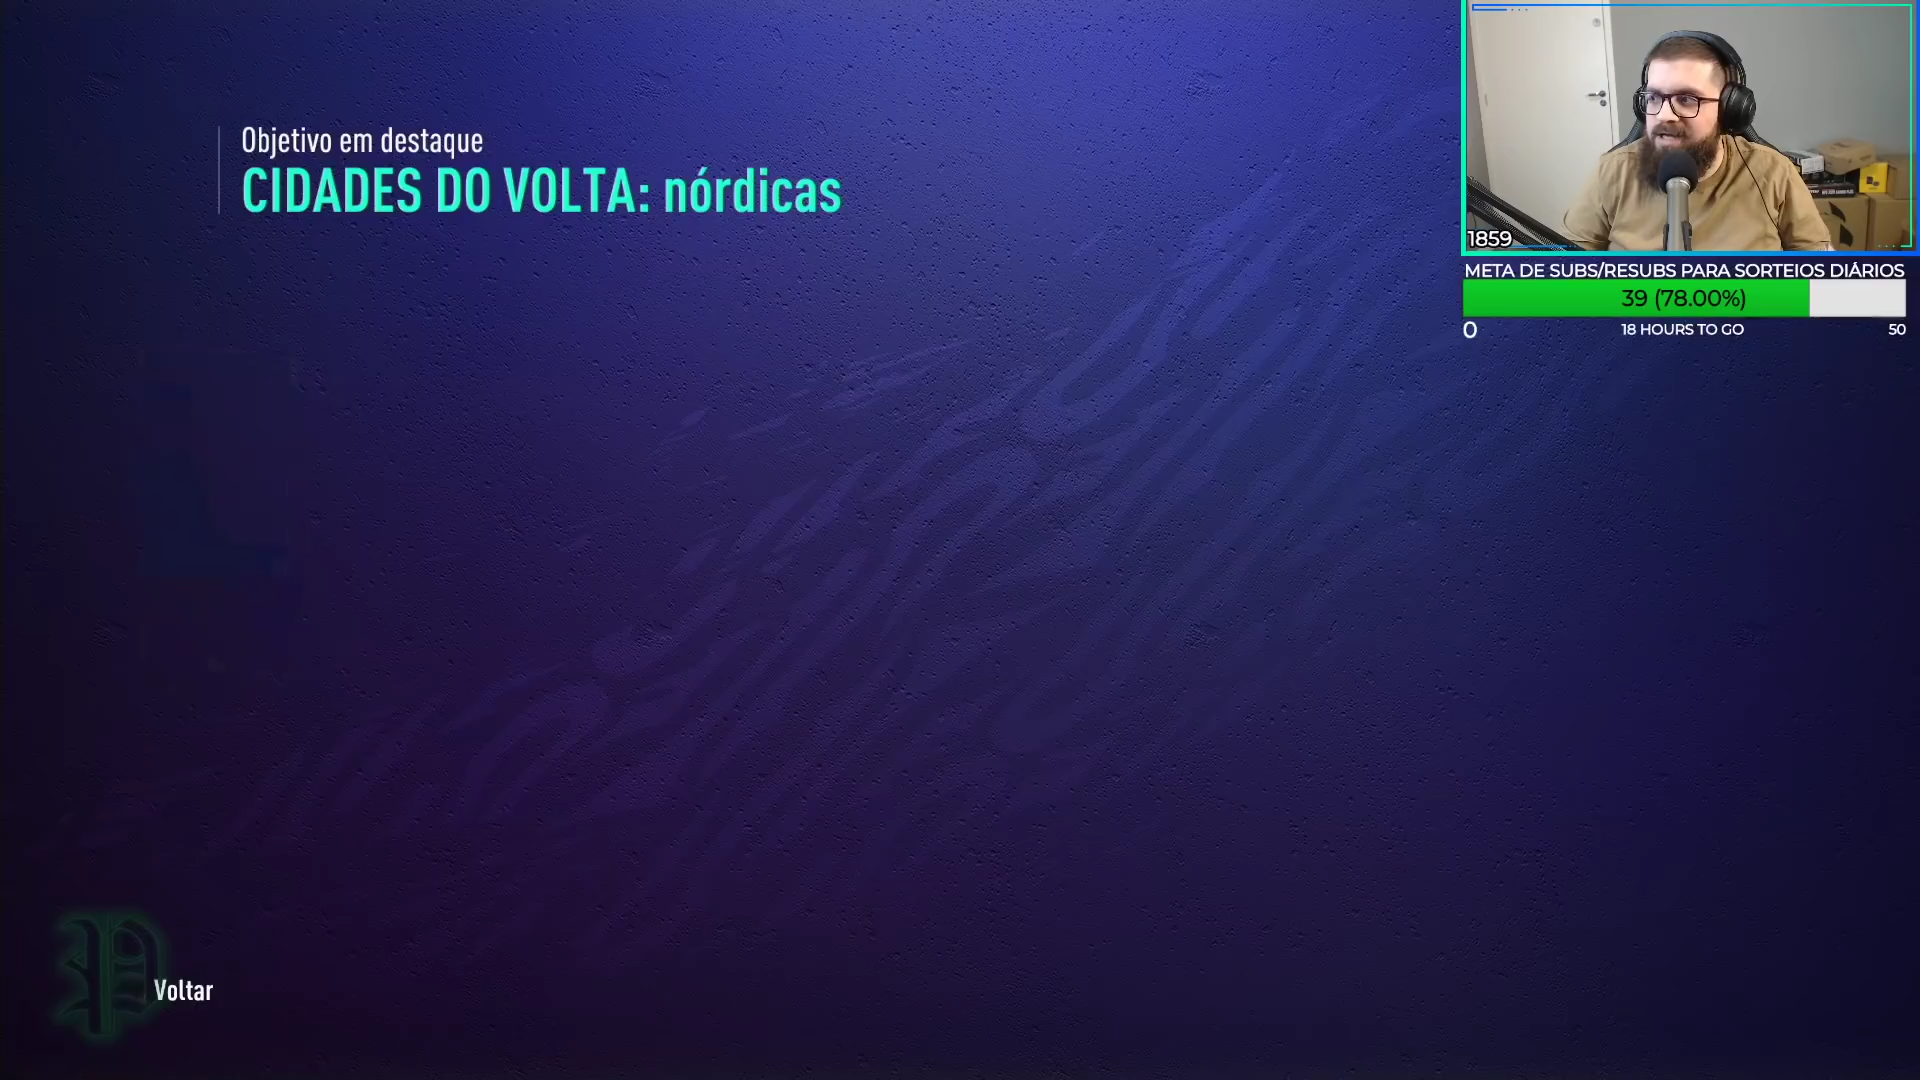 Objetivo em destaque
CIDADES DO VOLTA: nórdicas
1859
META DE SUBS/RESUBS PARA SORTEIOS DIÁRIOS
39 (78.00%)
0 18 HOURS TO GO 50
P
Voltar